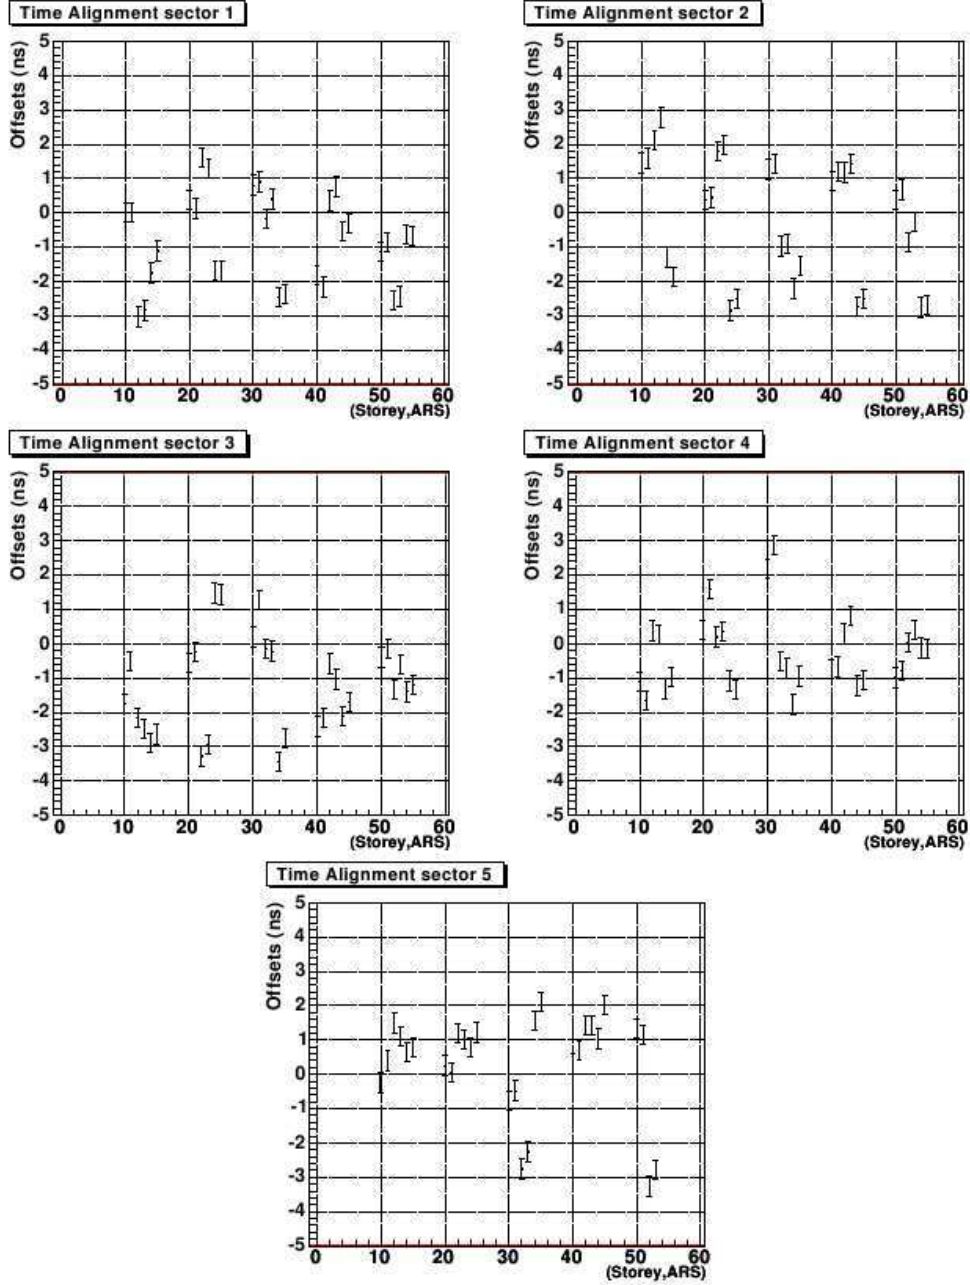 Time Alignment sector 1
Offsets (ns)
5
4
3
2
1
0
-1
-2
-3
-4
-5
0 10 20 30 40 50 60
(Storey,ARS)
Time Alignment sector 2
Offsets (ns)
5
4
3
2
1
0
-1
-2
-3
-4
-5
0 10 20 30 40 50 60
(Storey,ARS)
Time Alignment sector 3
Offsets (ns)
5
4
3
2
1
0
-1
-2
-3
-4
-5
0 10 20 30 40 50 60
(Storey,ARS)
Time Alignment sector 4
Offsets (ns)
5
4
3
2
1
0
-1
-2
-3
-4
-5
0 10 20 30 40 50 60
(Storey,ARS)
Time Alignment sector 5
Offsets (ns)
5
4
3
2
1
0
-1
-2
-3
-4
-5
0 10 20 30 40 50 60
(Storey,ARS)